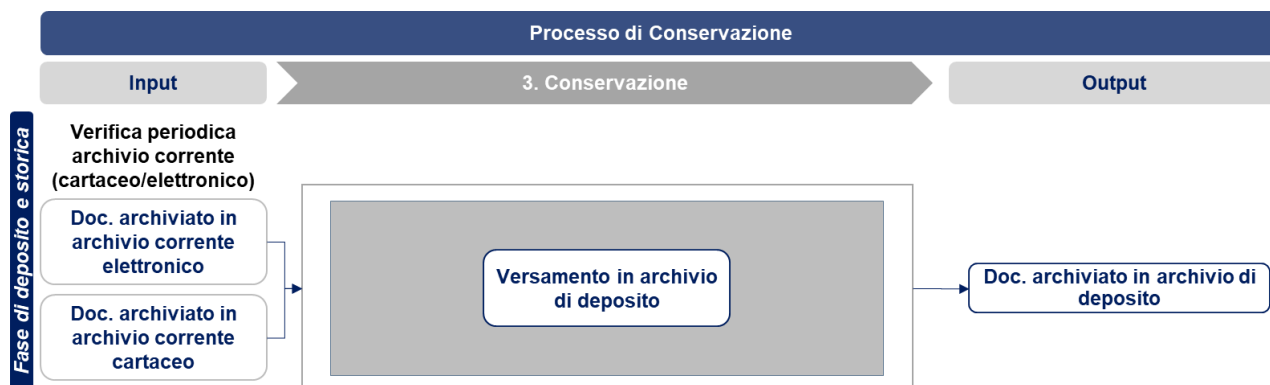 Processo di Conservazione
Input
3. Conservazione
Output
Fase di deposito e storica
Verifica periodica
archivio corrente
(cartaceo/elettronico)
Doc. archiviato in
archivio corrente
elettronico
Doc. archiviato in
archivio corrente
cartaceo
Versamento in archivio
di deposito
Doc. archiviato in archivio di
deposito